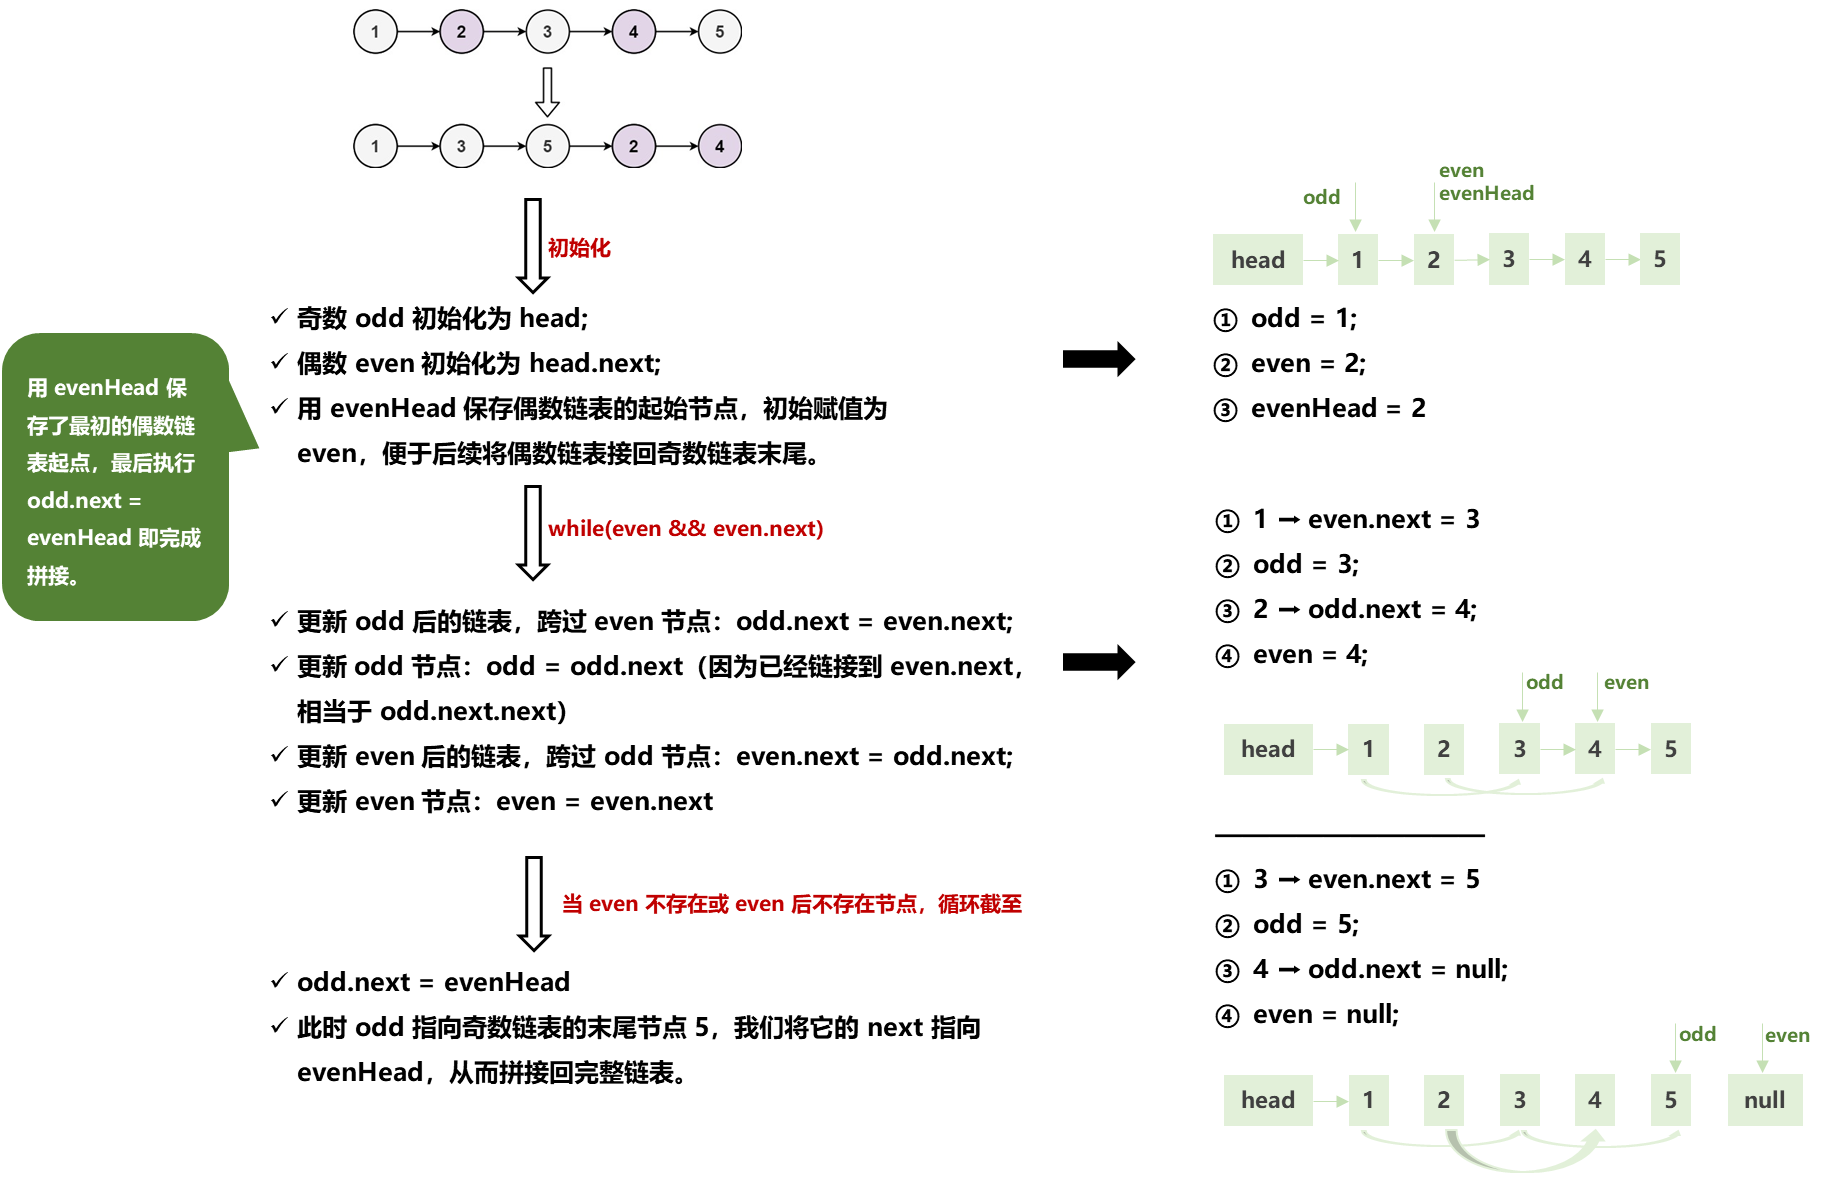 1 2 3 4 5
1 3 5 2 4
初始化
✓ 奇数 odd 初始化为 head;
✓ 偶数 even 初始化为 head.next;
✓ 用 evenHead 保存偶数链表的起始节点，初始赋值为
even，便于后续将偶数链表接回奇数链表末尾。
用 evenHead 保
存了最初的偶数链
表起点，最后执行
odd.next =
evenHead 即完成
拼接。
while(even && even.next)
✓ 更新 odd 后的链表，跨过 even 节点：odd.next = even.next;
✓ 更新 odd 节点：odd = odd.next（因为已经链接到 even.next，
相当于 odd.next.next）
✓ 更新 even 后的链表，跨过 odd 节点：even.next = odd.next;
✓ 更新 even 节点：even = even.next
当 even 不存在或 even 后不存在节点，循环截至
✓ odd.next = evenHead
✓ 此时 odd 指向奇数链表的末尾节点 5，我们将它的 next 指向
evenHead，从而拼接回完整链表。
even
odd evenHead
head 1 2 3 4 5
① odd = 1;
② even = 2;
③ evenHead = 2
① 1 → even.next = 3
② odd = 3;
③ 2 → odd.next = 4;
④ even = 4;
odd even
head 1 2 3 4 5
① 3 → even.next = 5
② odd = 5;
③ 4 → odd.next = null;
④ even = null;
odd even
head 1 2 3 4 5 null